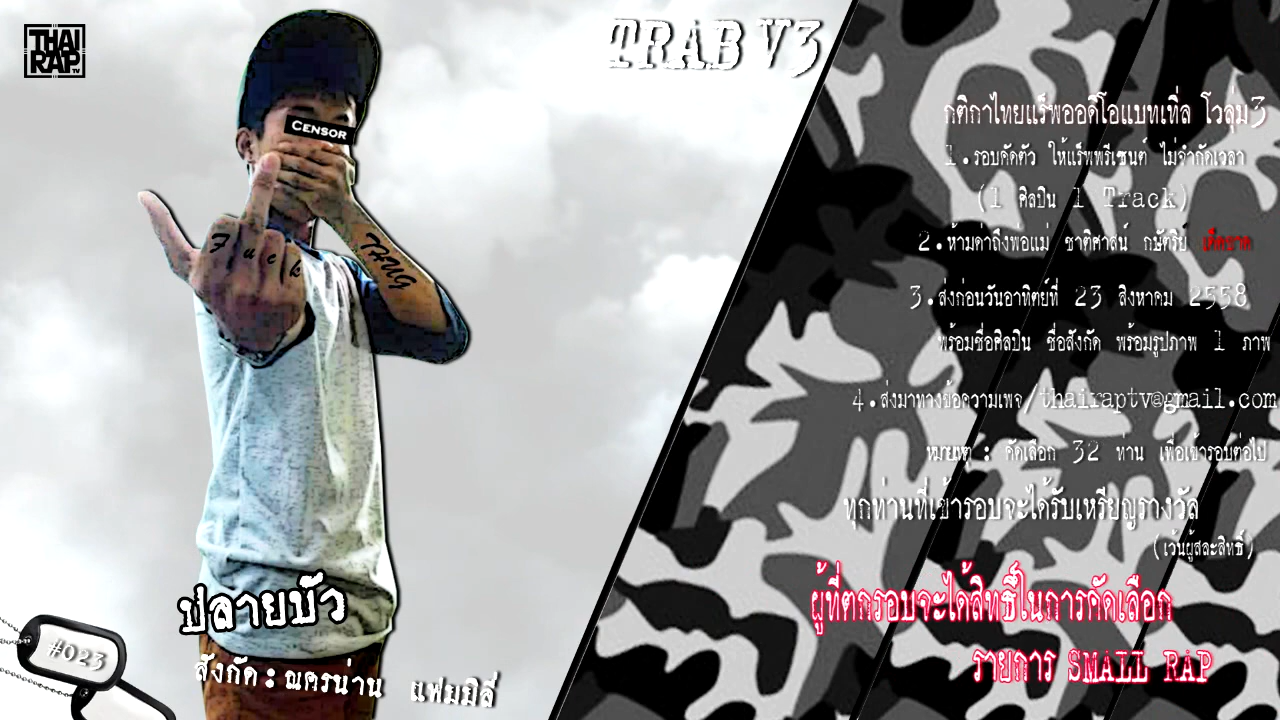 THAI
RAP
TV
TRAB V3
CENSOR
Fuck
THUG
#023
ปลายบัว
สังกัด : ณครน่าน แฟมมิลี่
กติกาไทยแร็พออดิโอแบทเทิ่ล โวลุ่ม3
1.รอบคัดตัว ให้แร็พพรีเซนต์ ไม่จำกัดเวลา
(1 ศิลปิน 1 Track)
2.ห้ามด่าถึงพ่อแม่ ชาติศาสน์ กษัตริย์ เด็ดขาด
3.ส่งก่อนวันอาทิตย์ที่ 23 สิงหาคม 2558
พร้อมชื่อศิลปิน ชื่อสังกัด พร้อมรูปภาพ 1 ภาพ
4.ส่งมาทางข้อความเพจ/thairaptv@gmail.com
หมายเหตุ : คัดเลือก 32 ท่าน เพื่อเข้ารอบต่อไป
ทุกท่านที่เข้ารอบจะได้รับเหรียญรางวัล
(เว้นผู้สละสิทธิ์)
ผู้ที่ตกรอบจะได้สิทธิ์ในการคัดเลือก
รายการ SMALL RAP